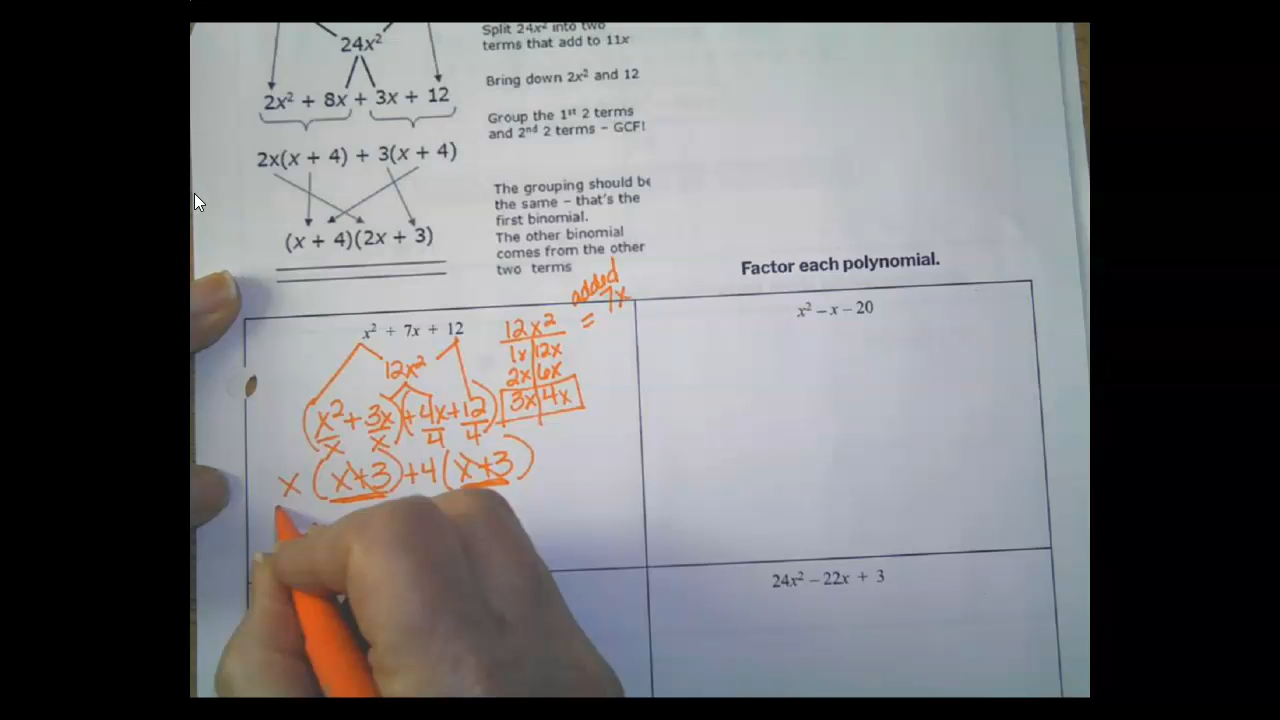 24x²
2x² + 8x + 3x + 12
2x(x + 4) + 3(x + 4)
(x + 4)(2x + 3)
Split 24x² into two
terms that add to 11x
Bring down 2x² and 12
Group the 1st 2 terms
and 2nd 2 terms – GCF!
The grouping should be
the same – that's the
first binomial.
The other binomial
comes from the other
two terms
Factor each polynomial.
x² + 7x + 12
12x²
(x²/x + 3x/x)(+4x/4 + 12/4)
x (x+3)+4(x+3)
12x² = added 7x
1x 12x
2x 6x
3x 4x
x² – x – 20
24x² – 22x + 3